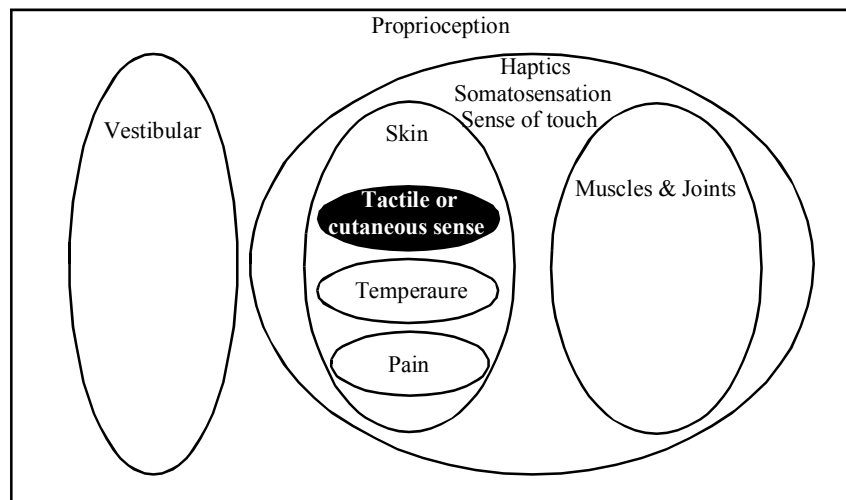 Proprioception
Haptics
Somatosensation
Sense of touch
Vestibular
Skin
Muscles & Joints
Tactile or
cutaneous sense
Temperaure
Pain